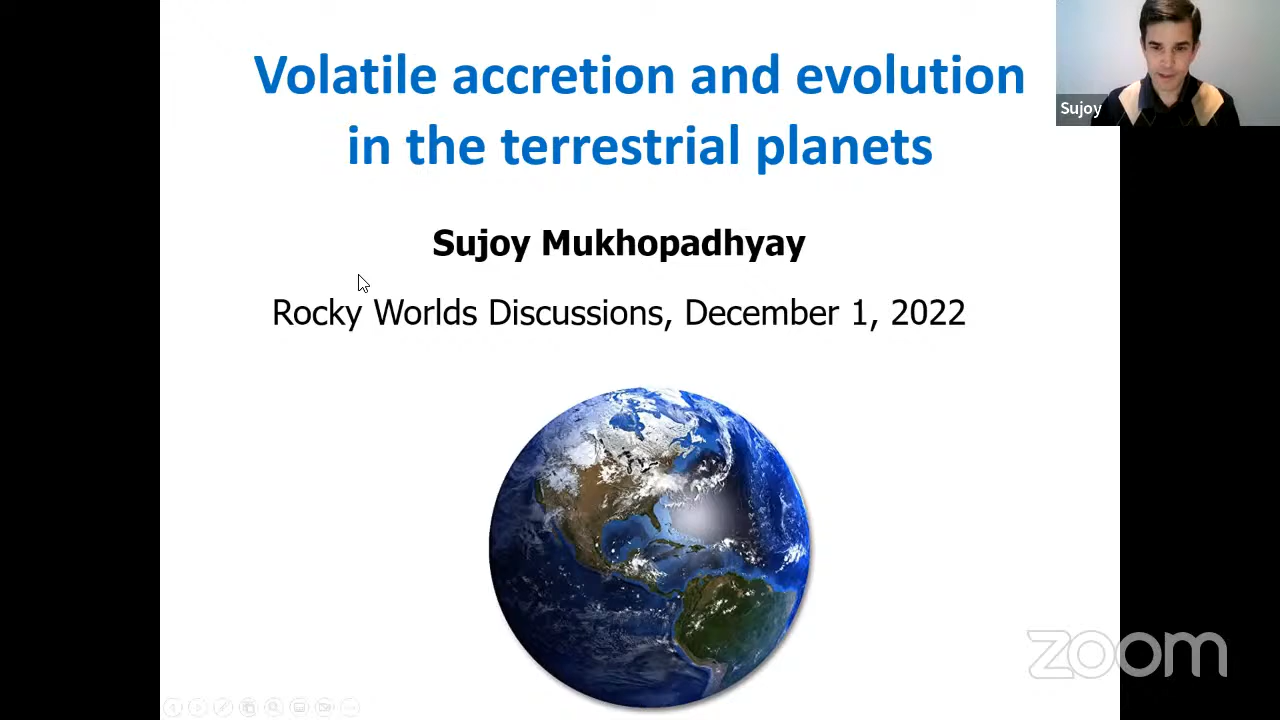 Volatile accretion and evolution
in the terrestrial planets
Sujoy
Sujoy Mukhopadhyay
Rocky Worlds Discussions, December 1, 2022
zoom